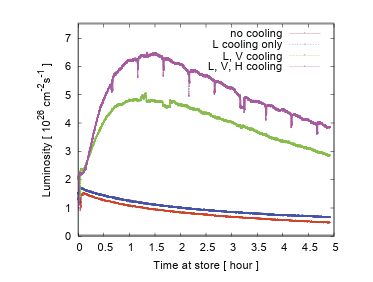 no cooling
L cooling only
L, V cooling
L, V, H cooling
Luminosity [ 10^26 cm^-2 s^-1 ]
7
6
5
4
3
2
1
0
0 0.5 1 1.5 2 2.5 3 3.5 4 4.5 5
Time at store [ hour ]